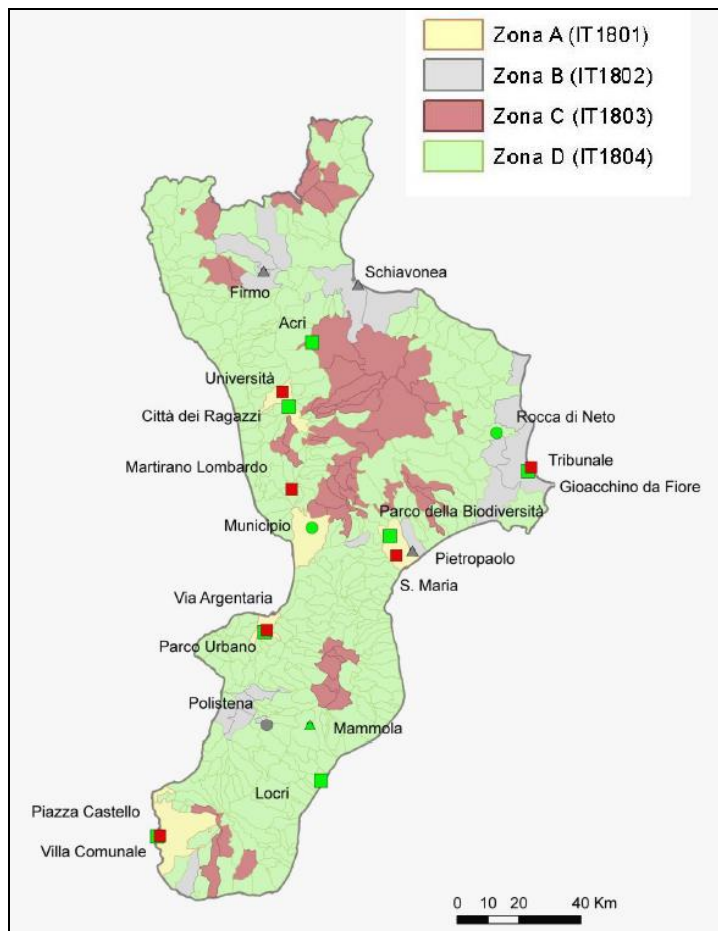 Zona A (IT1801)
Zona B (IT1802)
Zona C (IT1803)
Zona D (IT1804)
Schiavonea
Firmo
Acri
Università
Città dei Ragazzi
Rocca di Neto
Martirano Lombardo
Tribunale
Gioacchino da Fiore
Parco della Biodiversità
Municipio
Pietropaolo
S. Maria
Via Argentaria
Parco Urbano
Polistena
Mammola
Locri
Piazza Castello
Villa Comunale
0 10 20 40 Km